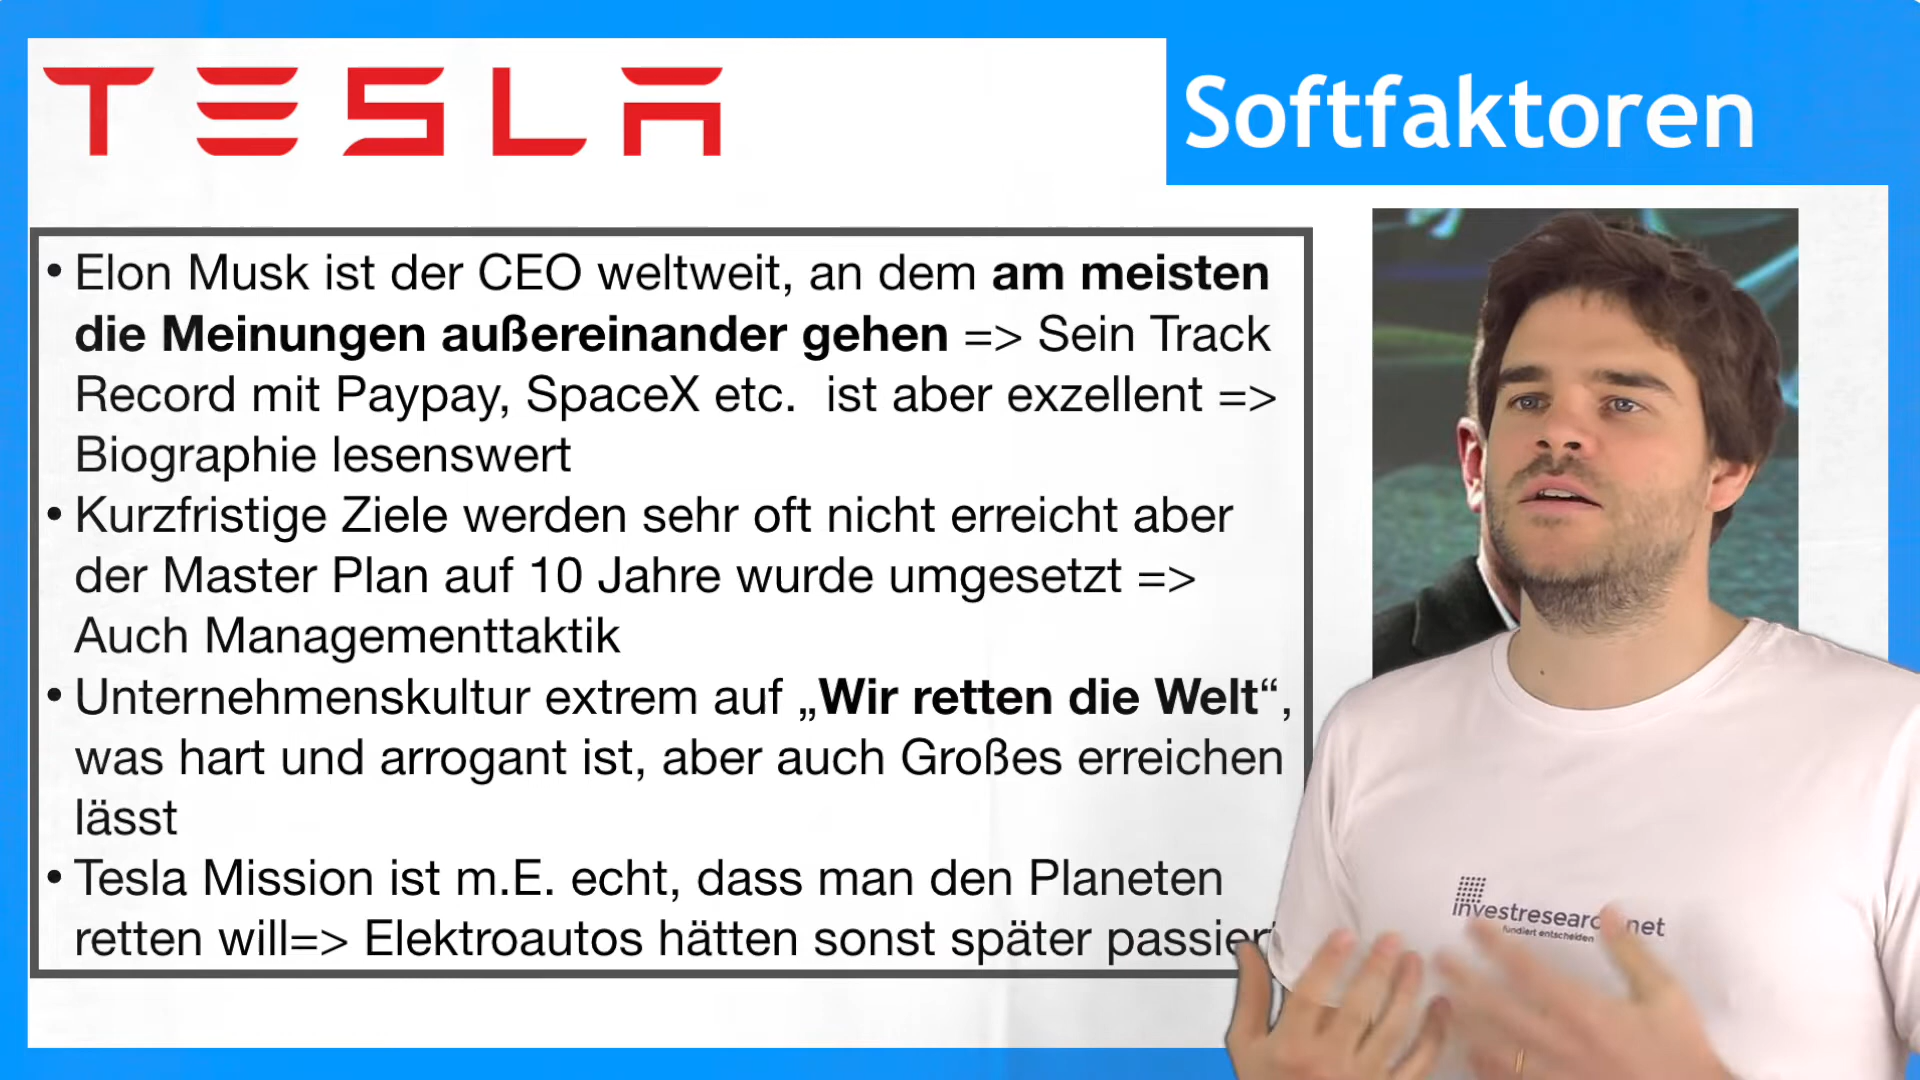 TESLA
Softfaktoren
• Elon Musk ist der CEO weltweit, an dem am meisten
die Meinungen außereinander gehen => Sein Track
Record mit Paypay, SpaceX etc. ist aber exzellent =>
Biographie lesenswert
• Kurzfristige Ziele werden sehr oft nicht erreicht aber
der Master Plan auf 10 Jahre wurde umgesetzt =>
Auch Managementtaktik
• Unternehmenskultur extrem auf „Wir retten die Welt“,
was hart und arrogant ist, aber auch Großes erreichen
lässt
• Tesla Mission ist m.E. echt, dass man den Planeten
retten will=> Elektroautos hätten sonst später
fundiert entscheiden